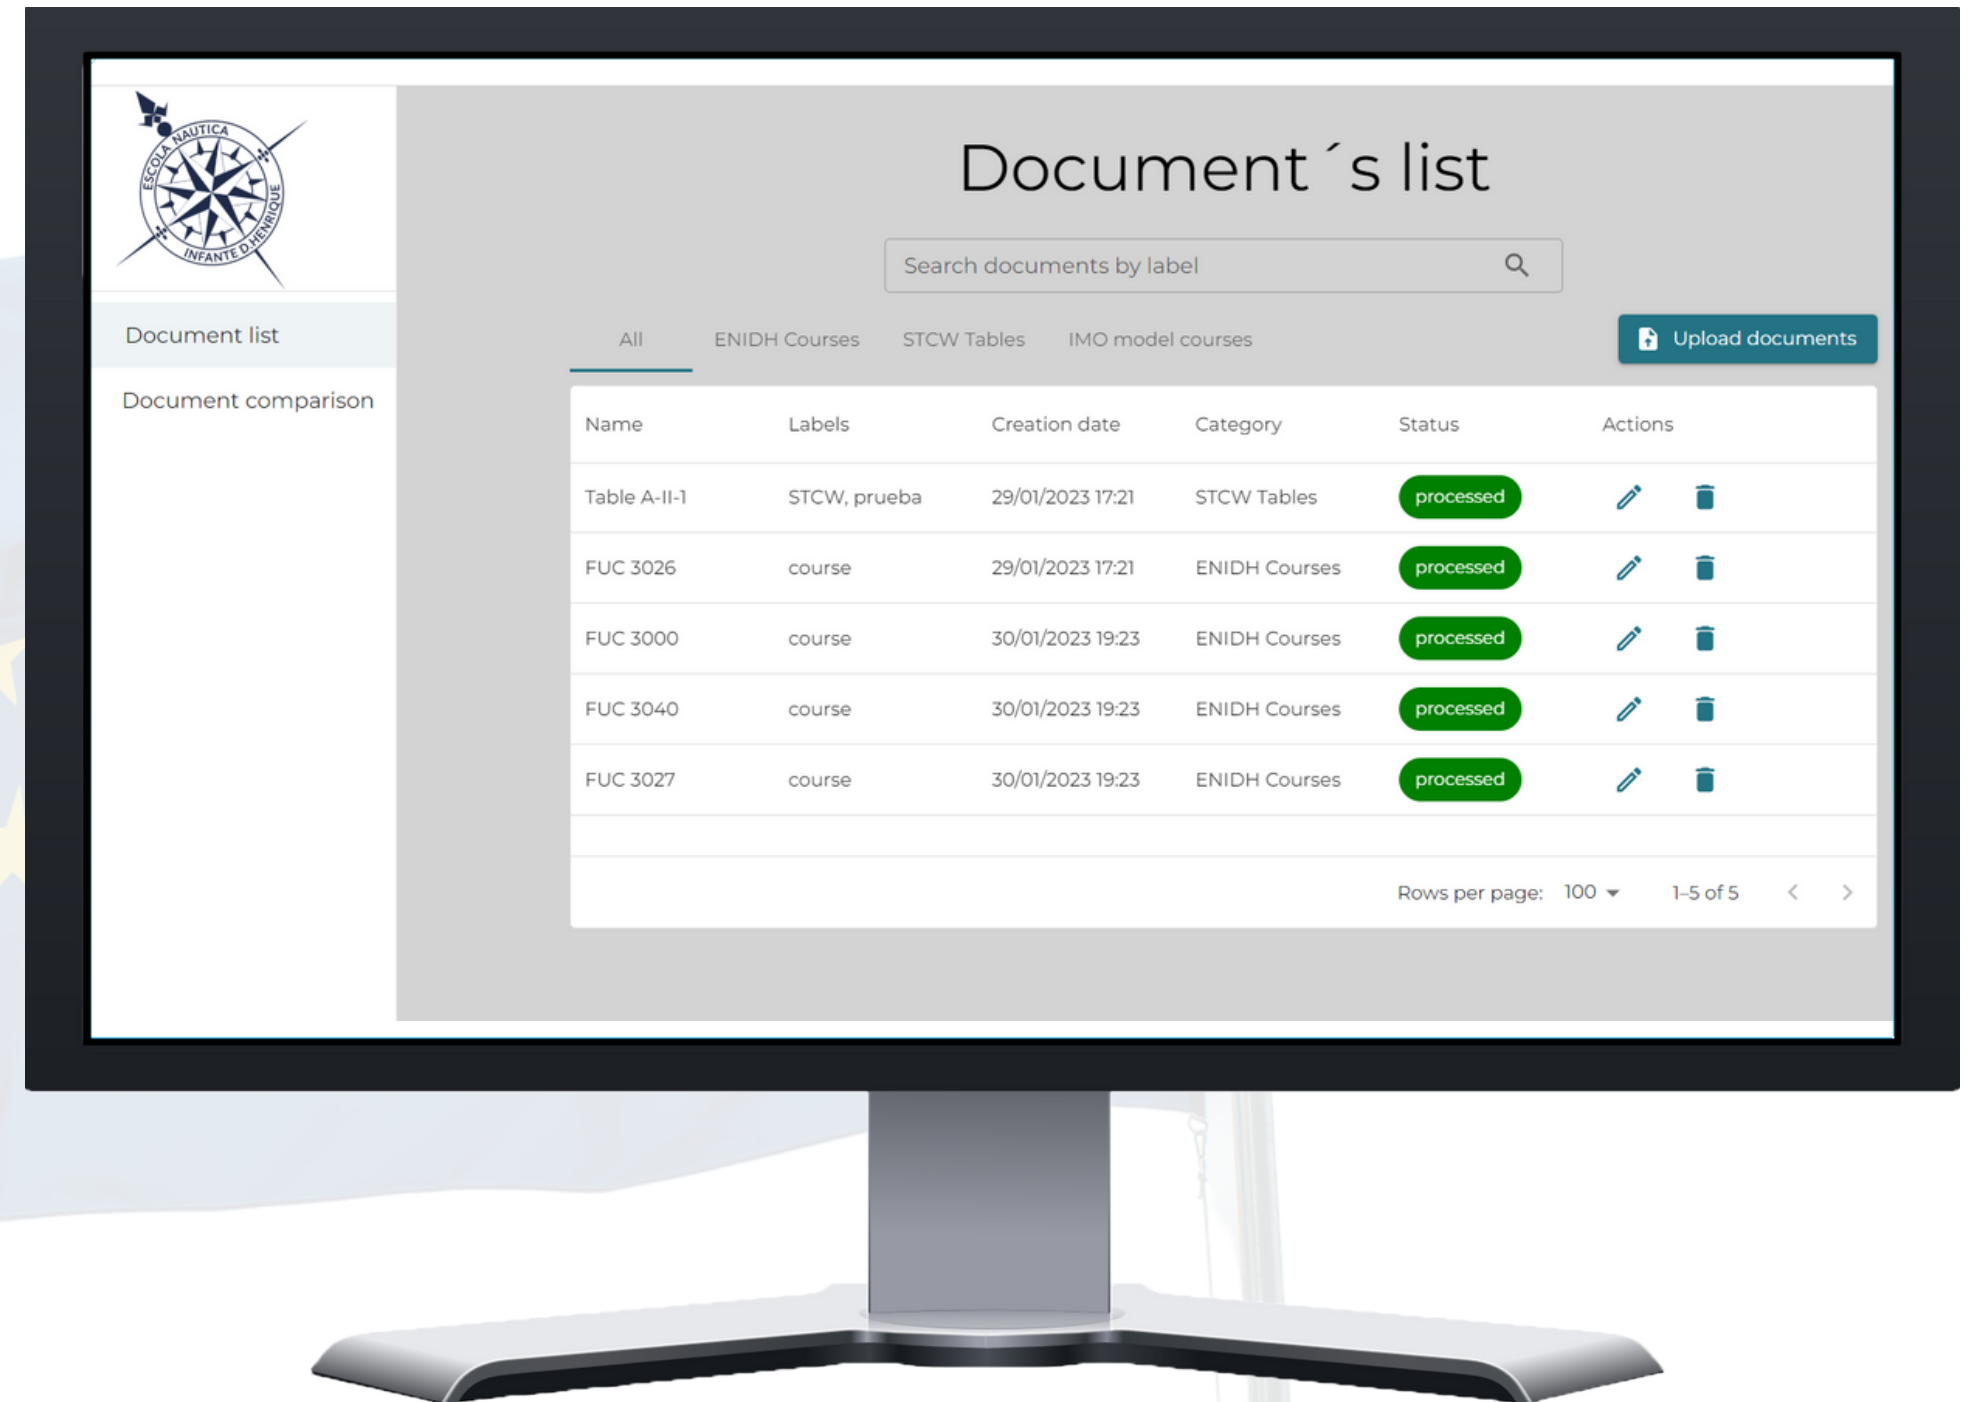 ESCOLA NAUTICA
INFANTE D.HENRIQUE
Document list
Document comparison
Document´s list
Search documents by label
All ENIDH Courses STCW Tables IMO model courses
Upload documents
Name Labels Creation date Category Status Actions
Table A-II-1 STCW, prueba 29/01/2023 17:21 STCW Tables processed
FUC 3026 course 29/01/2023 17:21 ENIDH Courses processed
FUC 3000 course 30/01/2023 19:23 ENIDH Courses processed
FUC 3040 course 30/01/2023 19:23 ENIDH Courses processed
FUC 3027 course 30/01/2023 19:23 ENIDH Courses processed
Rows per page: 100 1–5 of 5